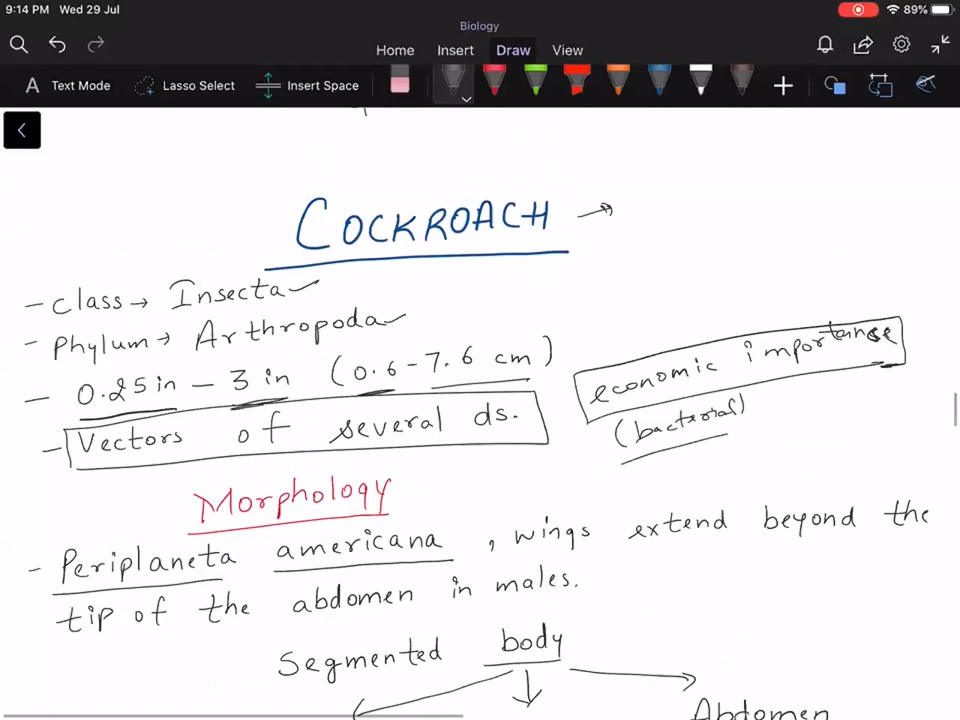 9:14 PM Wed 29 Jul
89%
Biology
Home Insert Draw View
Text Mode Lasso Select Insert Space
COCKROACH →
- Class → Insecta
- Phylum → Arthropoda
- 0.25 in - 3 in (0.6 - 7.6 cm)
economic importance
(bacterial)
- Vectors of several ds.
Morphology
- Periplaneta americana, wings extend beyond the
tip of the abdomen in males.
Segmented body
Abdomen